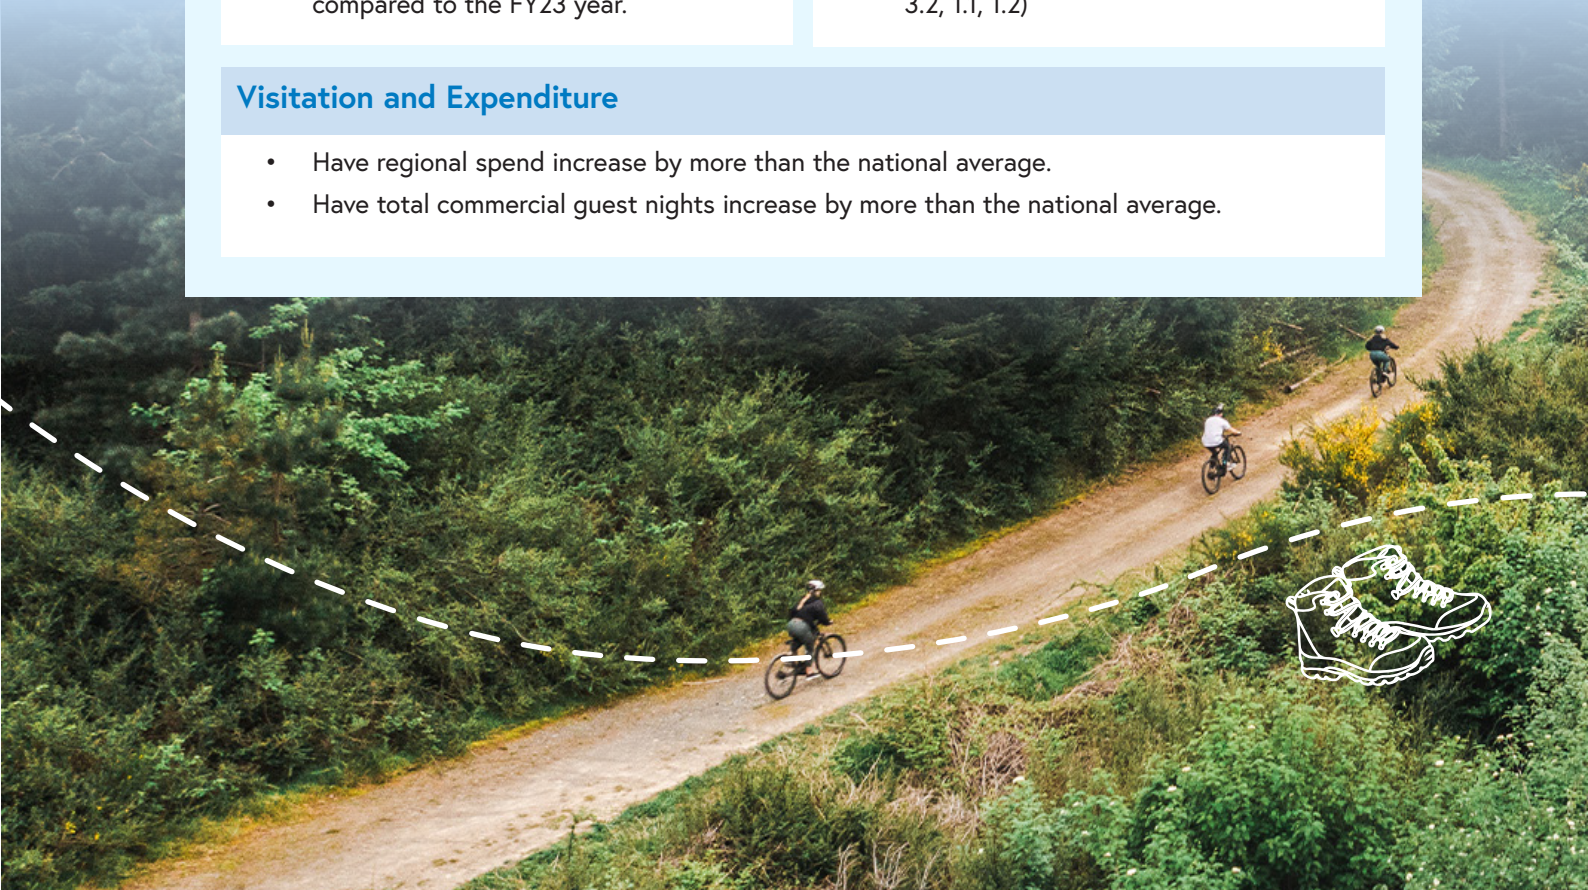 compared to the FY23 year.
3.2, 1.1, 1.2)
Visitation and Expenditure
• Have regional spend increase by more than the national average.
• Have total commercial guest nights increase by more than the national average.